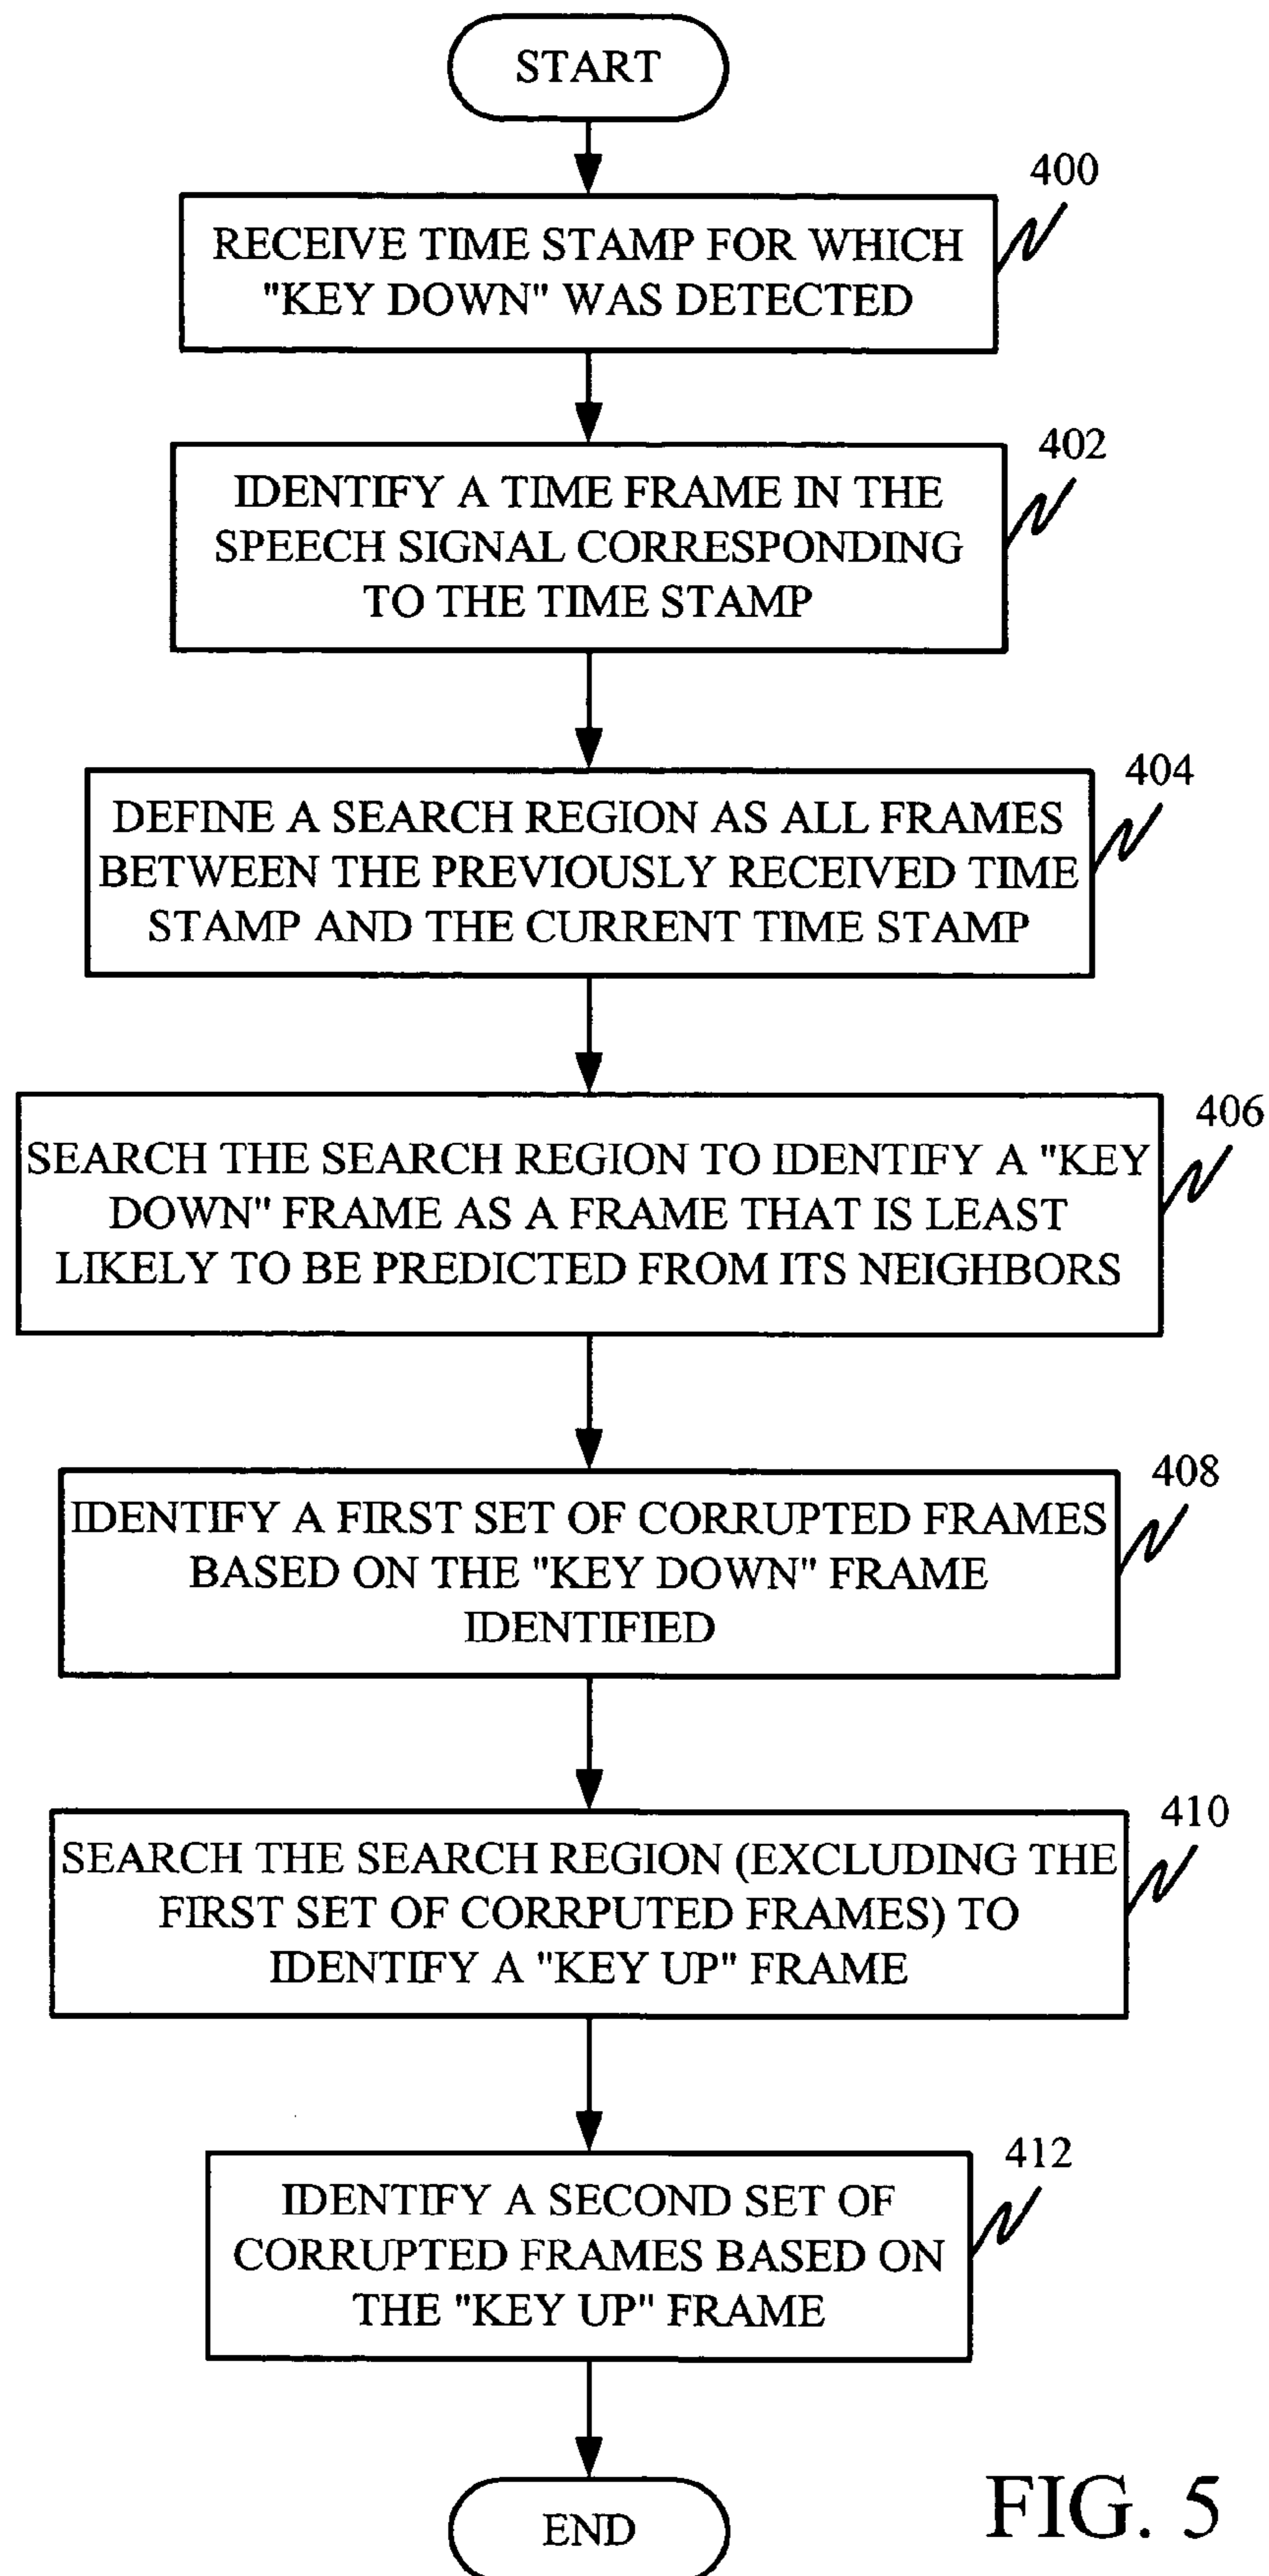 START
400
RECEIVE TIME STAMP FOR WHICH
"KEY DOWN" WAS DETECTED
402
IDENTIFY A TIME FRAME IN THE
SPEECH SIGNAL CORRESPONDING
TO THE TIME STAMP
404
DEFINE A SEARCH REGION AS ALL FRAMES
BETWEEN THE PREVIOUSLY RECEIVED TIME
STAMP AND THE CURRENT TIME STAMP
406
SEARCH THE SEARCH REGION TO IDENTIFY A "KEY
DOWN" FRAME AS A FRAME THAT IS LEAST
LIKELY TO BE PREDICTED FROM ITS NEIGHBORS
408
IDENTIFY A FIRST SET OF CORRUPTED FRAMES
BASED ON THE "KEY DOWN" FRAME
IDENTIFIED
410
SEARCH THE SEARCH REGION (EXCLUDING THE
FIRST SET OF CORRPUTED FRAMES) TO
IDENTIFY A "KEY UP" FRAME
412
IDENTIFY A SECOND SET OF
CORRUPTED FRAMES BASED ON
THE "KEY UP" FRAME
END
FIG. 5